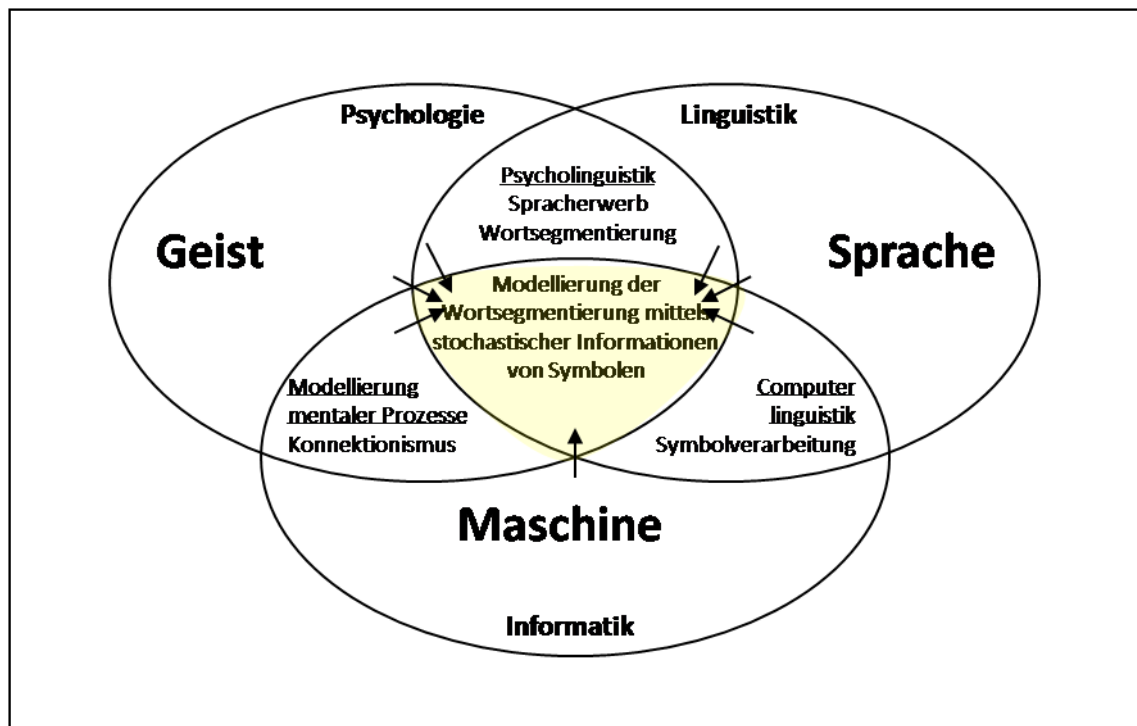 Psychologie
Linguistik
Psycholinguistik
Spracherwerb
Wortsegmentierung
Geist
Sprache
Modellierung der
Wortsegmentierung mittels
stochastischer Informationen
von Symbolen
Modellierung
mentaler Prozesse
Konnektionismus
Computer
linguistik
Symbolverarbeitung
Maschine
Informatik